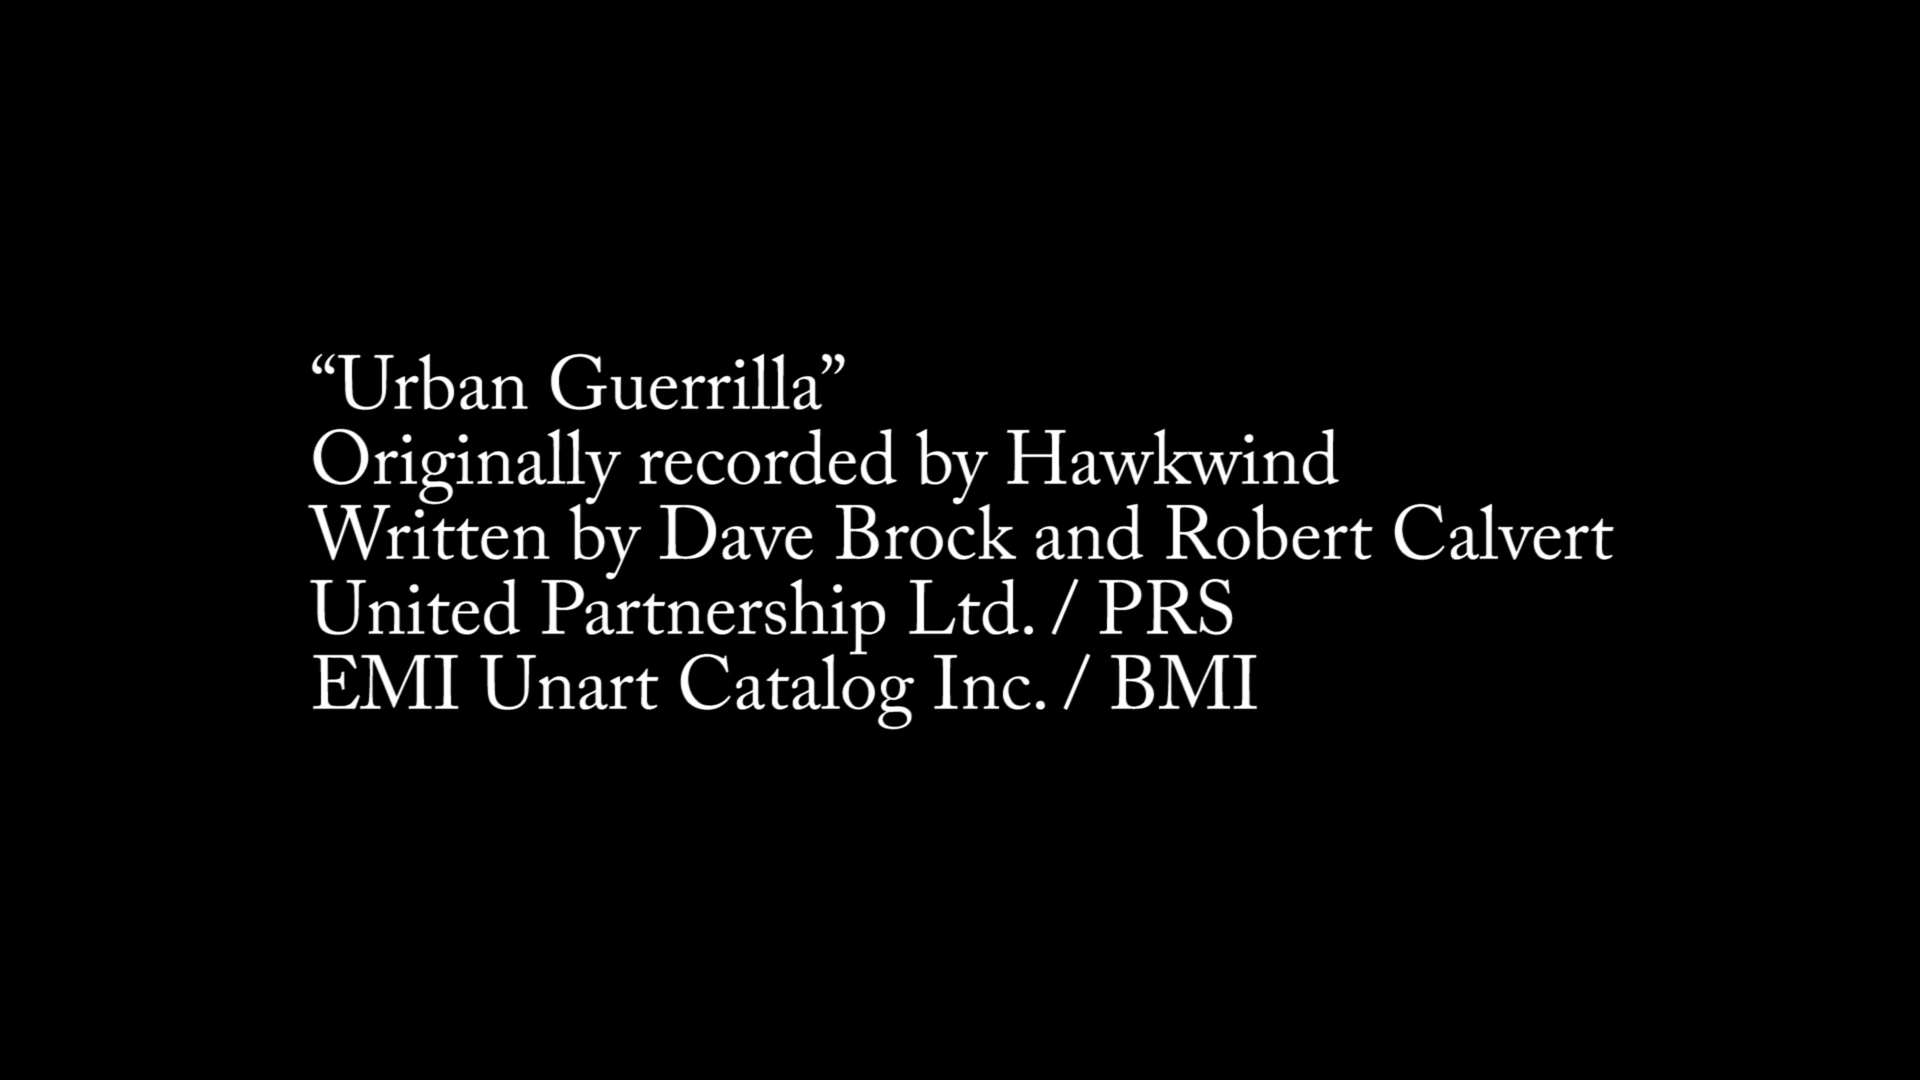 “Urban Guerrilla”
Originally recorded by Hawkwind
Written by Dave Brock and Robert Calvert
United Partnership Ltd. / PRS
EMI Unart Catalog Inc. / BMI